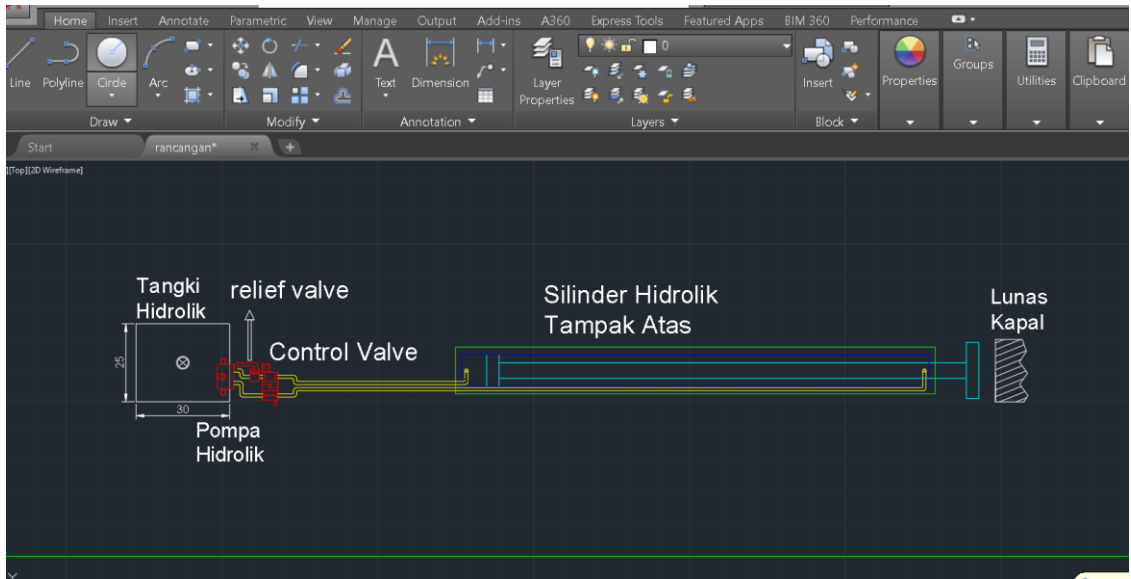 Home Insert Annotate Parametric View Manage Output Add-ins A360 Express Tools Featured Apps BIM 360 Performance
Line Polyline Circle Arc Text Dimension Layer Properties 0 Insert Properties Groups Utilities Clipboard
Draw Modify Annotation Layers Block
Start rancangan* +
][Top][2D Wireframe]
Tangki
Hidrolik
relief valve
Silinder Hidrolik
Tampak Atas
Lunas
Kapal
Control Valve
25
30
Pompa
Hidrolik